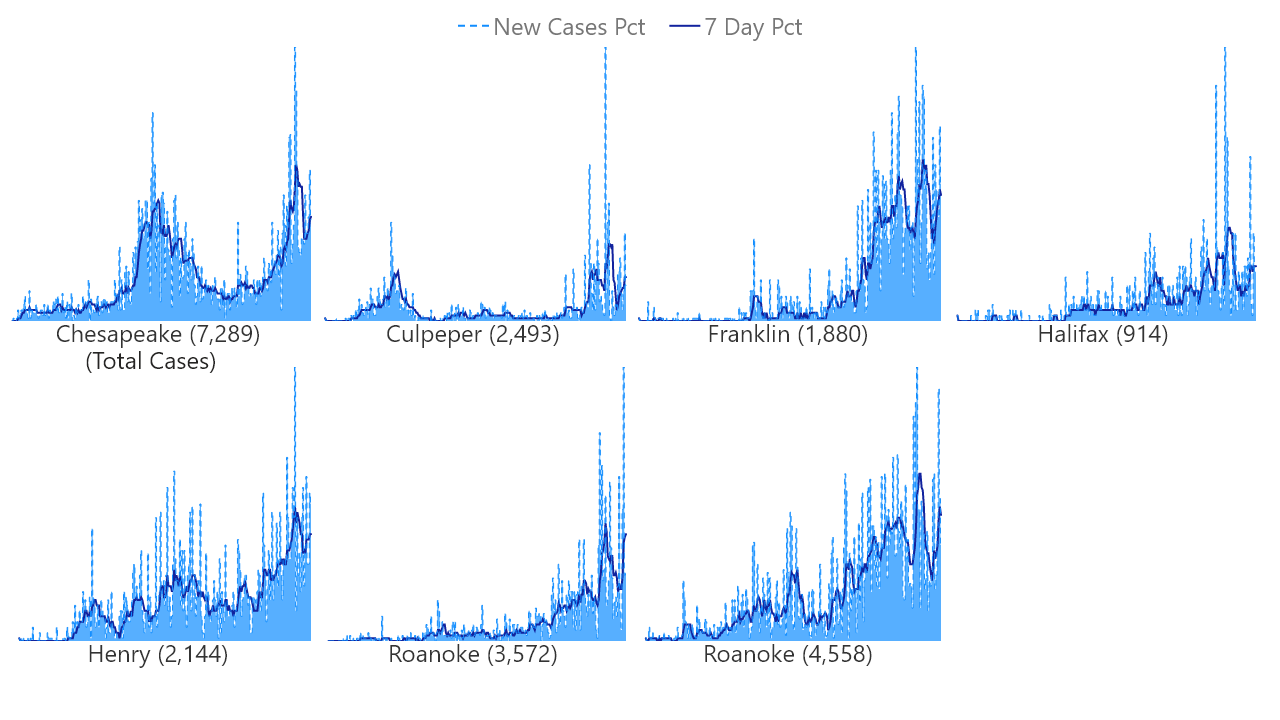 New Cases Pct 7 Day Pct
Chesapeake (7,289)
(Total Cases)
Culpeper (2,493)
Franklin (1,880)
Halifax (914)
Henry (2,144)
Roanoke (3,572)
Roanoke (4,558)